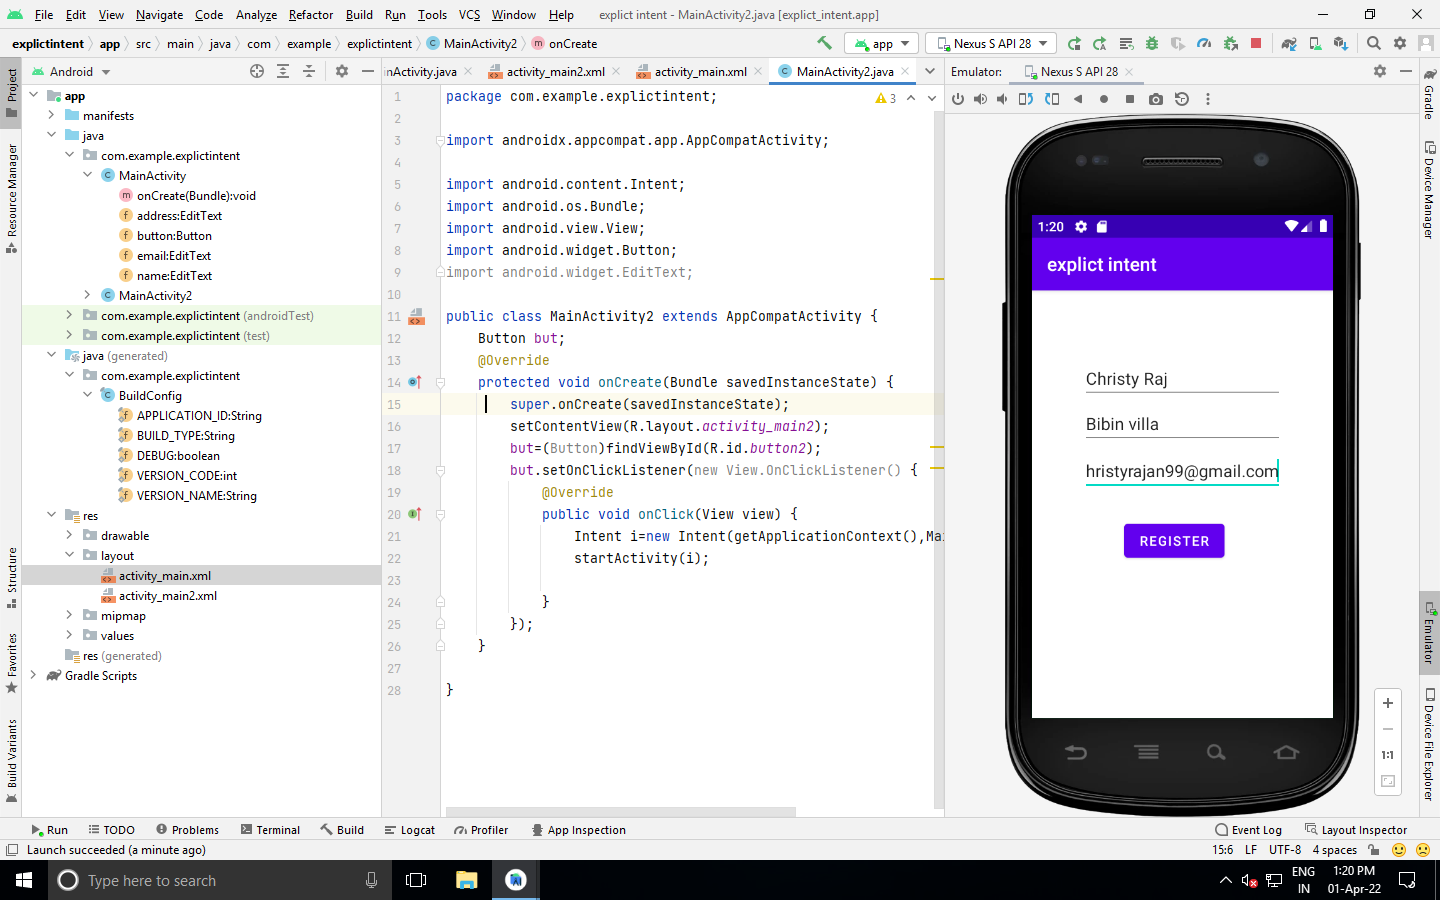 File Edit View Navigate Code Analyze Refactor Build Run Tools VCS Window Help explict intent - MainActivity2.java [explict_intent.app]
explictintent app src main java com example explictintent MainActivity2 onCreate app Nexus S API 28
Android nActivity.java activity_main2.xml activity_main.xml MainActivity2.java Emulator: Nexus S API 28
Project
Resource Manager
Structure
Favorites
Build Variants
app
manifests
java
com.example.explictintent
MainActivity
onCreate(Bundle):void
address:EditText
button:Button
email:EditText
name:EditText
MainActivity2
com.example.explictintent (androidTest)
com.example.explictintent (test)
java (generated)
com.example.explictintent
BuildConfig
APPLICATION_ID:String
BUILD_TYPE:String
DEBUG:boolean
VERSION_CODE:int
VERSION_NAME:String
res
drawable
layout
activity_main.xml
activity_main2.xml
mipmap
values
res (generated)
Gradle Scripts
3
1 package com.example.explictintent;
2
3 import androidx.appcompat.app.AppCompatActivity;
4
5 import android.content.Intent;
6 import android.os.Bundle;
7 import android.view.View;
8 import android.widget.Button;
9 import android.widget.EditText;
10
11 public class MainActivity2 extends AppCompatActivity {
12 Button but;
13 @Override
14 protected void onCreate(Bundle savedInstanceState) {
15 super.onCreate(savedInstanceState);
16 setContentView(R.layout.activity_main2);
17 but=(Button)findViewById(R.id.button2);
18 but.setOnClickListener(new View.OnClickListener() {
19 @Override
20 public void onClick(View view) {
21 Intent i=new Intent(getApplicationContext(),Mai
22 startActivity(i);
23
24 }
25 });
26 }
27
28 }
1:20
explict intent
Christy Raj
Bibin villa
hristyrajan99@gmail.com
REGISTER
1:1
Gradle
Device Manager
Emulator
Device File Explorer
Run TODO Problems Terminal Build Logcat Profiler App Inspection Event Log Layout Inspector
Launch succeeded (a minute ago) 15:6 LF UTF-8 4 spaces
Type here to search
AI
ENG
IN
1:20 PM
01-Apr-22